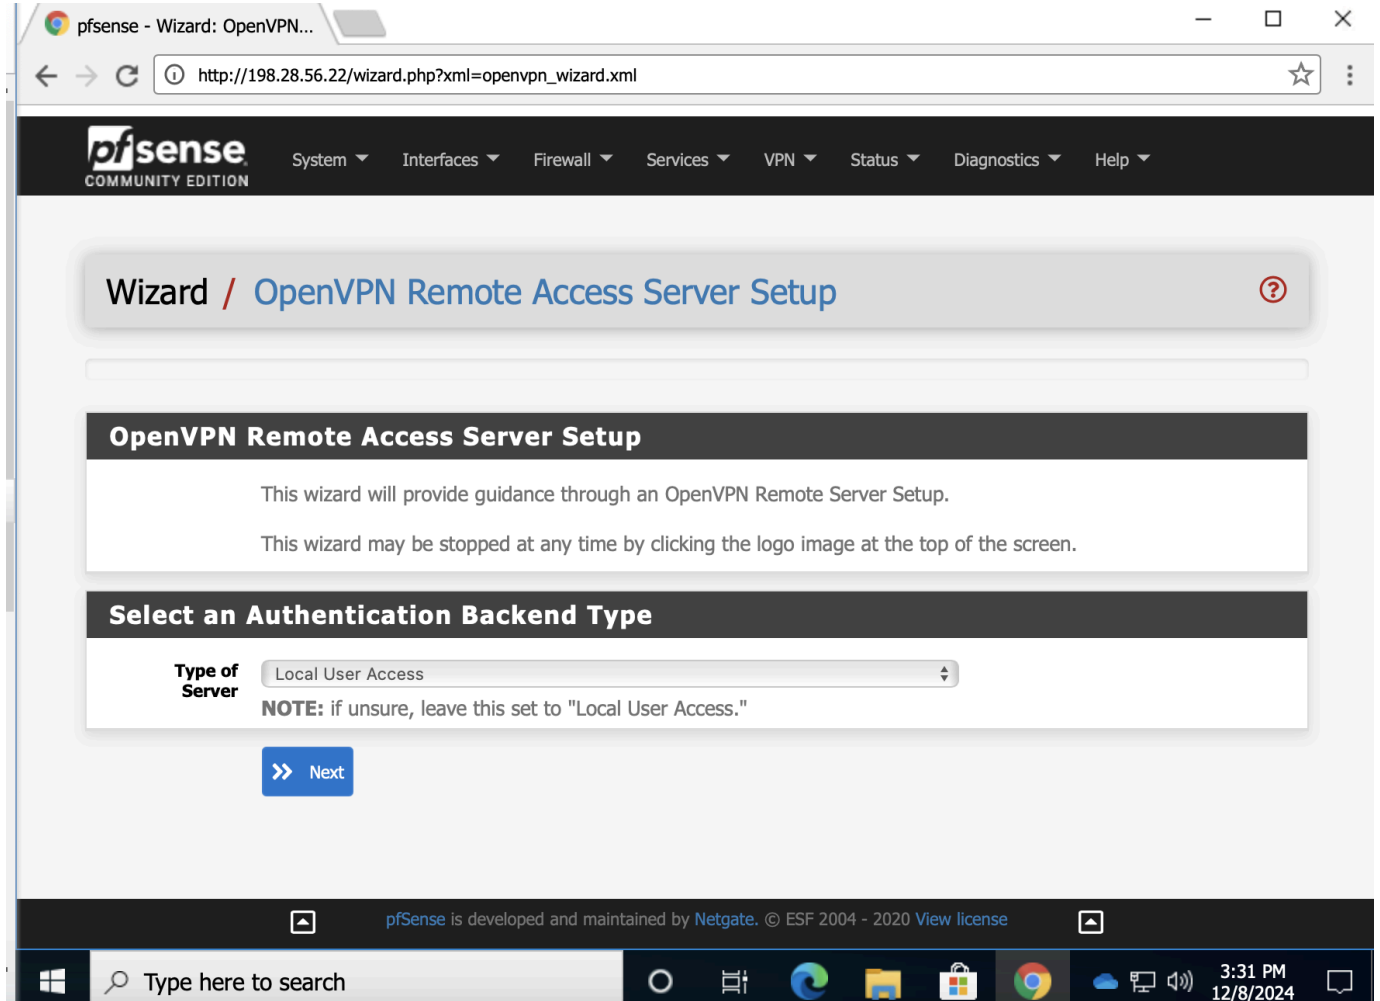 pfsense - Wizard: OpenVPN...
http://198.28.56.22/wizard.php?xml=openvpn_wizard.xml
pfsense
COMMUNITY EDITION
System Interfaces Firewall Services VPN Status Diagnostics Help
Wizard / OpenVPN Remote Access Server Setup
OpenVPN Remote Access Server Setup
This wizard will provide guidance through an OpenVPN Remote Server Setup.
This wizard may be stopped at any time by clicking the logo image at the top of the screen.
Select an Authentication Backend Type
Type of
Server
Local User Access
NOTE: if unsure, leave this set to "Local User Access."
Next
pfSense is developed and maintained by Netgate. © ESF 2004 - 2020 View license
Type here to search
3:31 PM
12/8/2024